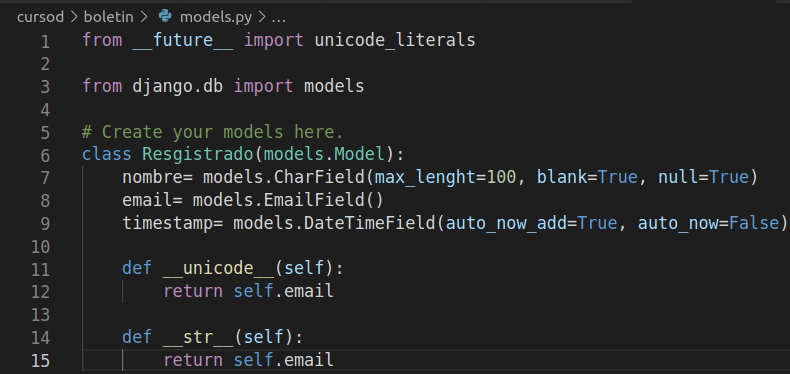 cursod > boletin > models.py > ...
1 from __future__ import unicode_literals
2
3 from django.db import models
4
5 # Create your models here.
6 class Resgistrado(models.Model):
7 nombre= models.CharField(max_lenght=100, blank=True, null=True)
8 email= models.EmailField()
9 timestamp= models.DateTimeField(auto_now_add=True, auto_now=False)
10
11 def __unicode__(self):
12 return self.email
13
14 def __str__(self):
15 return self.email